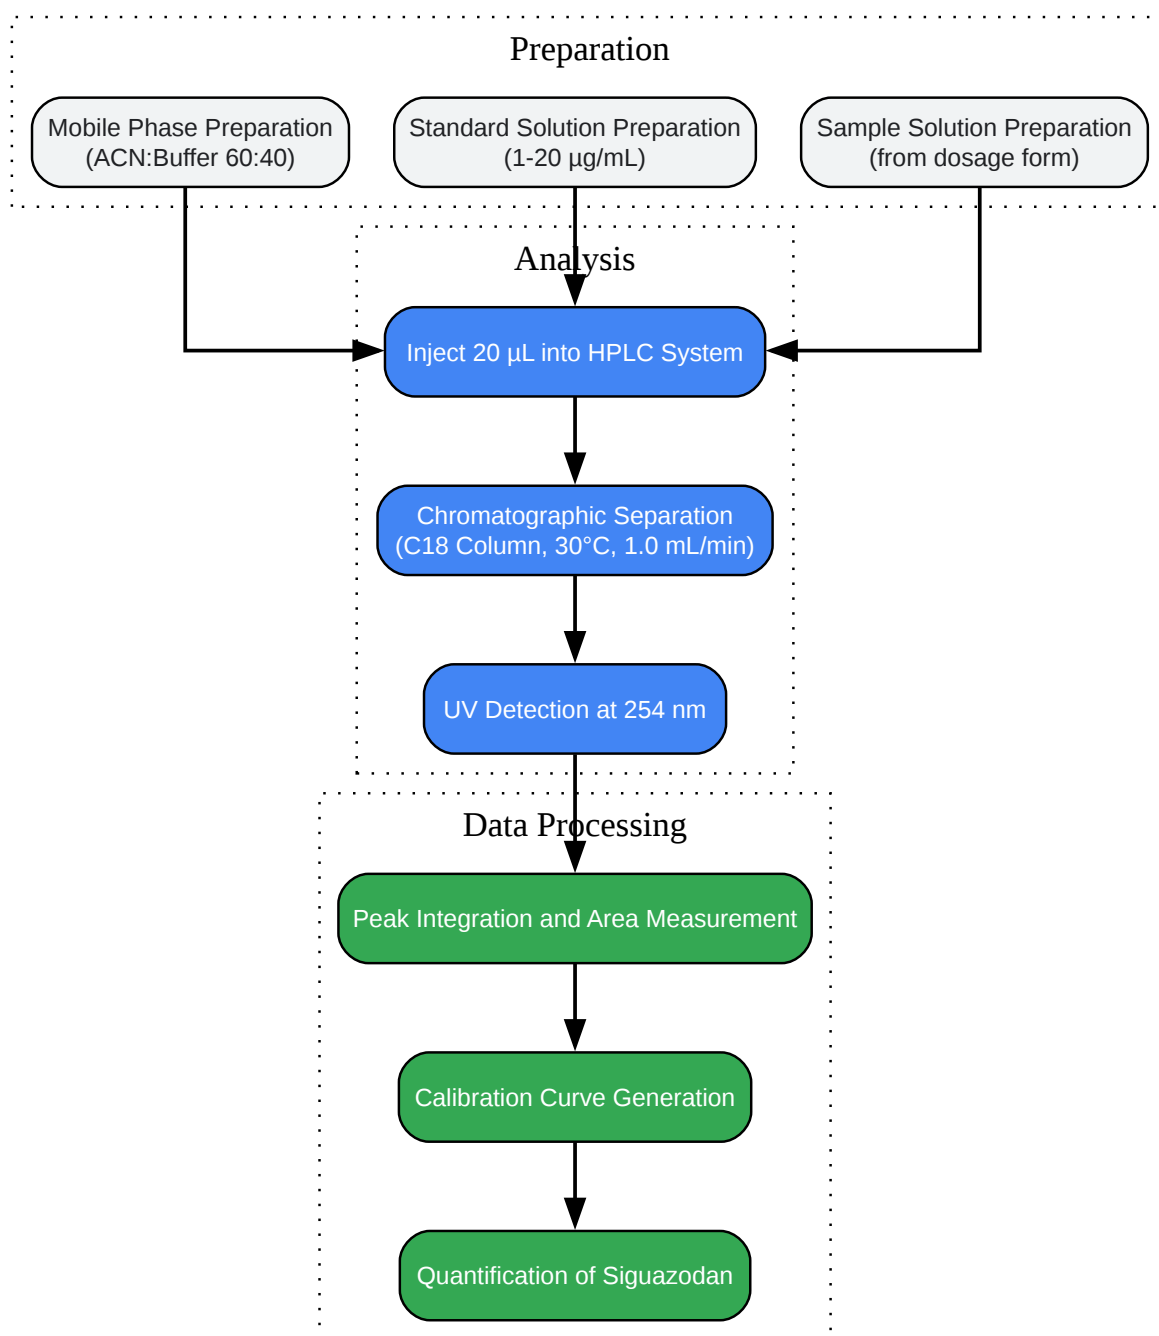 Preparation
Mobile Phase Preparation
(ACN:Buffer 60:40)
Standard Solution Preparation
(1-20 µg/mL)
Sample Solution Preparation
(from dosage form)
Analysis
Inject 20 µL into HPLC System
Chromatographic Separation
(C18 Column, 30°C, 1.0 mL/min)
UV Detection at 254 nm
Data Processing
Peak Integration and Area Measurement
Calibration Curve Generation
Quantification of Siguazodan